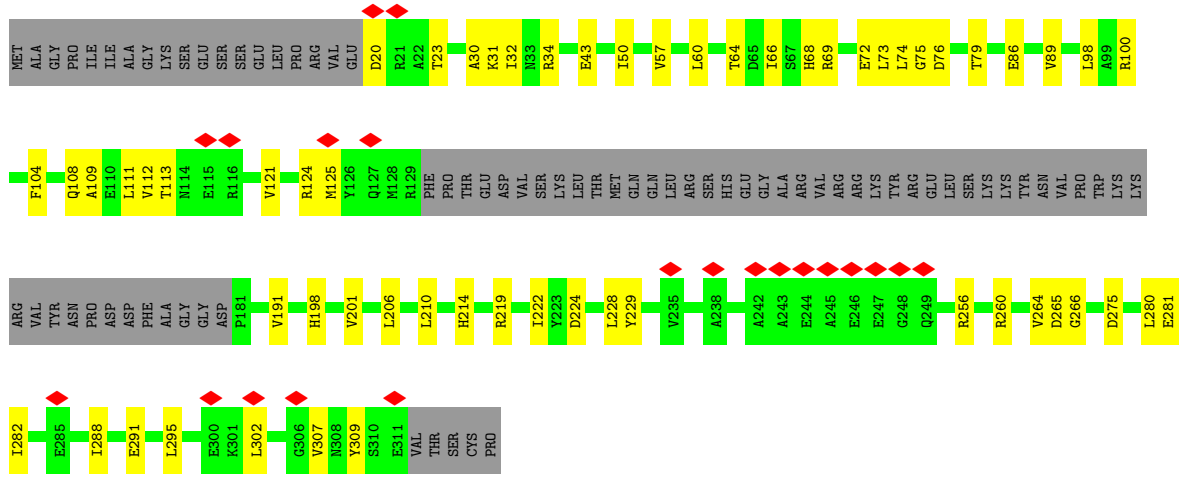 MET ALA GLY PRO ILE ILE ALA GLY LYS SER GLU SER SER GLU LEU PRO ARG VAL GLU D20 R21 A22 T23 A30 K31 I32 N33 R34 E43 I50 V57 L60 T64 D65 I66 S67 H68 R69 E72 L73 L74 G75 D76 T79 E86 V89 L98 A99 R100
F104 Q108 A109 E110 L111 V112 T113 N114 E115 R116 V121 R124 M125 Y126 Q127 M128 R129 PHE PRO THR GLU ASP VAL SER LYS LEU THR MET GLN GLN LEU ARG SER HIS GLU GLY ALA ARG VAL ARG ARG LYS TYR ARG GLU LEU SER LYS LYS TYR ASN VAL PRO TRP LYS LYS
ARG VAL TYR ASN PRO ASP ASP PHE ALA GLY GLY ASP P181 V191 H198 V201 L206 L210 H214 R219 I222 Y223 D224 L228 Y229 V235 A238 A242 A243 E244 A245 E246 E247 G248 Q249 R256 R260 V264 D265 G266 D275 L280 E281
I282 E285 I288 E291 L295 E300 K301 L302 G306 V307 N308 Y309 S310 E311 VAL THR SER CYS PRO